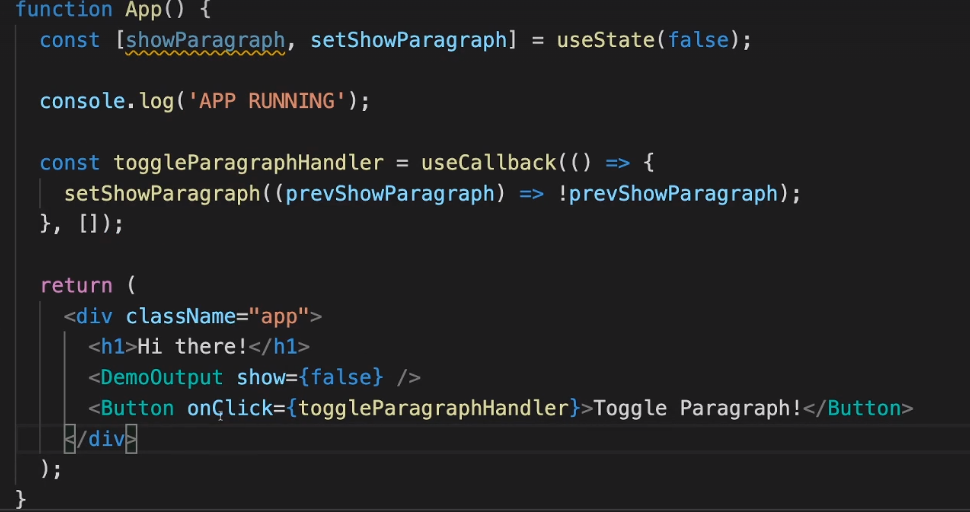 function App() {
const [showParagraph, setShowParagraph] = useState(false);
console.log('APP RUNNING');
const toggleParagraphHandler = useCallback(() => {
setShowParagraph((prevShowParagraph) => !prevShowParagraph);
}, []);
return (
<div className="app">
<h1>Hi there!</h1>
<DemoOutput show={false} />
<Button onClick={toggleParagraphHandler}>Toggle Paragraph!</Button>
</div>
);
}